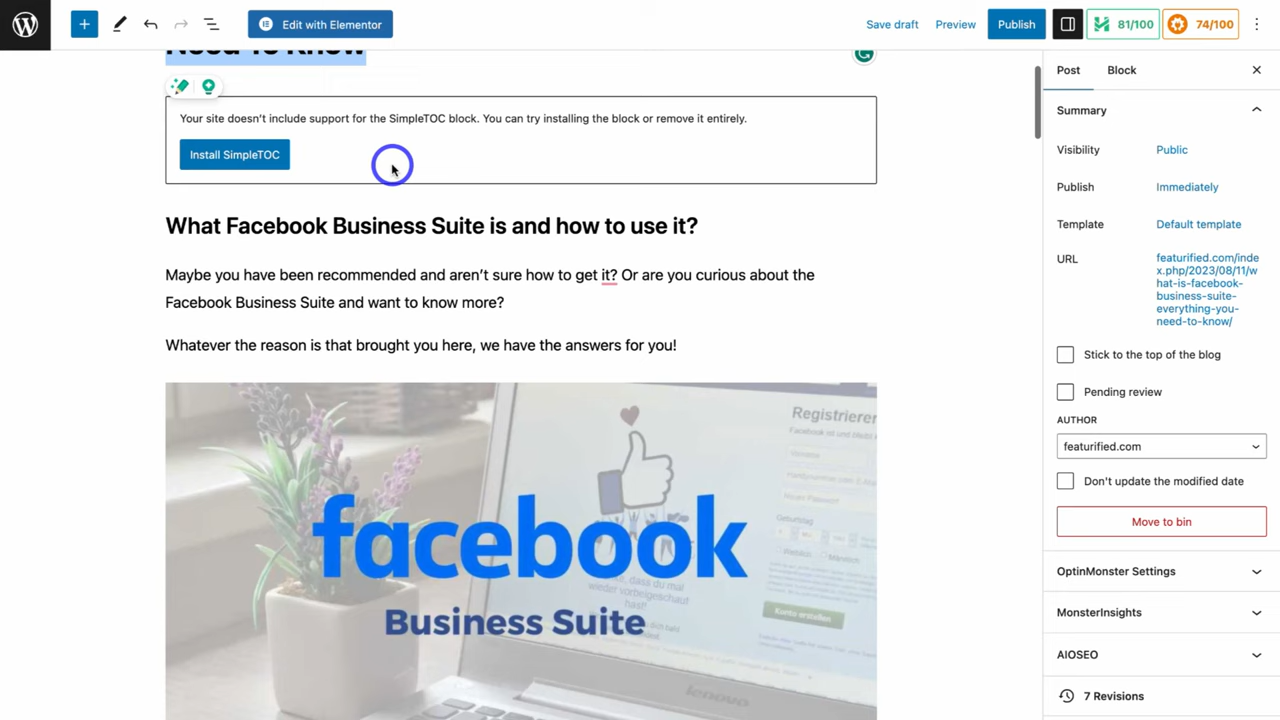 Edit with Elementor
Save draft
Preview
Publish
81/100
74/100
Need To Know
Your site doesn't include support for the SimpleTOC block. You can try installing the block or remove it entirely.
Install SimpleTOC
What Facebook Business Suite is and how to use it?
Maybe you have been recommended and aren't sure how to get it? Or are you curious about the
Facebook Business Suite and want to know more?
Whatever the reason is that brought you here, we have the answers for you!
Registrieren
facebook
Business Suite
Konto erstellen
lenovo
Post
Block
Summary
Visibility
Public
Publish
Immediately
Template
Default template
URL
featurified.com/inde
x.php/2023/08/11/w
hat-is-facebook-
business-suite-
everything-you-
need-to-know/
Stick to the top of the blog
Pending review
AUTHOR
featurified.com
Don't update the modified date
Move to bin
OptinMonster Settings
MonsterInsights
AIOSEO
7 Revisions